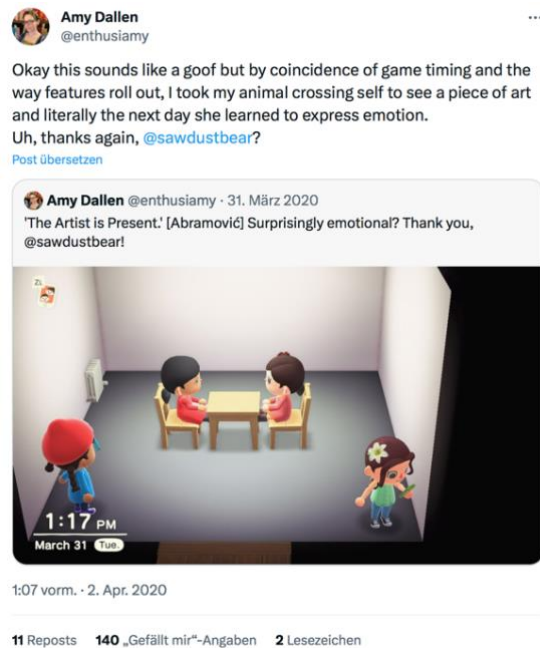 Amy Dallen
@enthusiamy
Okay this sounds like a goof but by coincidence of game timing and the
way features roll out, I took my animal crossing self to see a piece of art
and literally the next day she learned to express emotion.
Uh, thanks again, @sawdustbear?
Post übersetzen
Amy Dallen @enthusiamy · 31. März 2020
'The Artist is Present.' [Abramović] Surprisingly emotional? Thank you,
@sawdustbear!
ZL
1:17 PM
March 31 Tue.
1:07 vorm. · 2. Apr. 2020
11 Reposts 140 „Gefällt mir“-Angaben 2 Lesezeichen